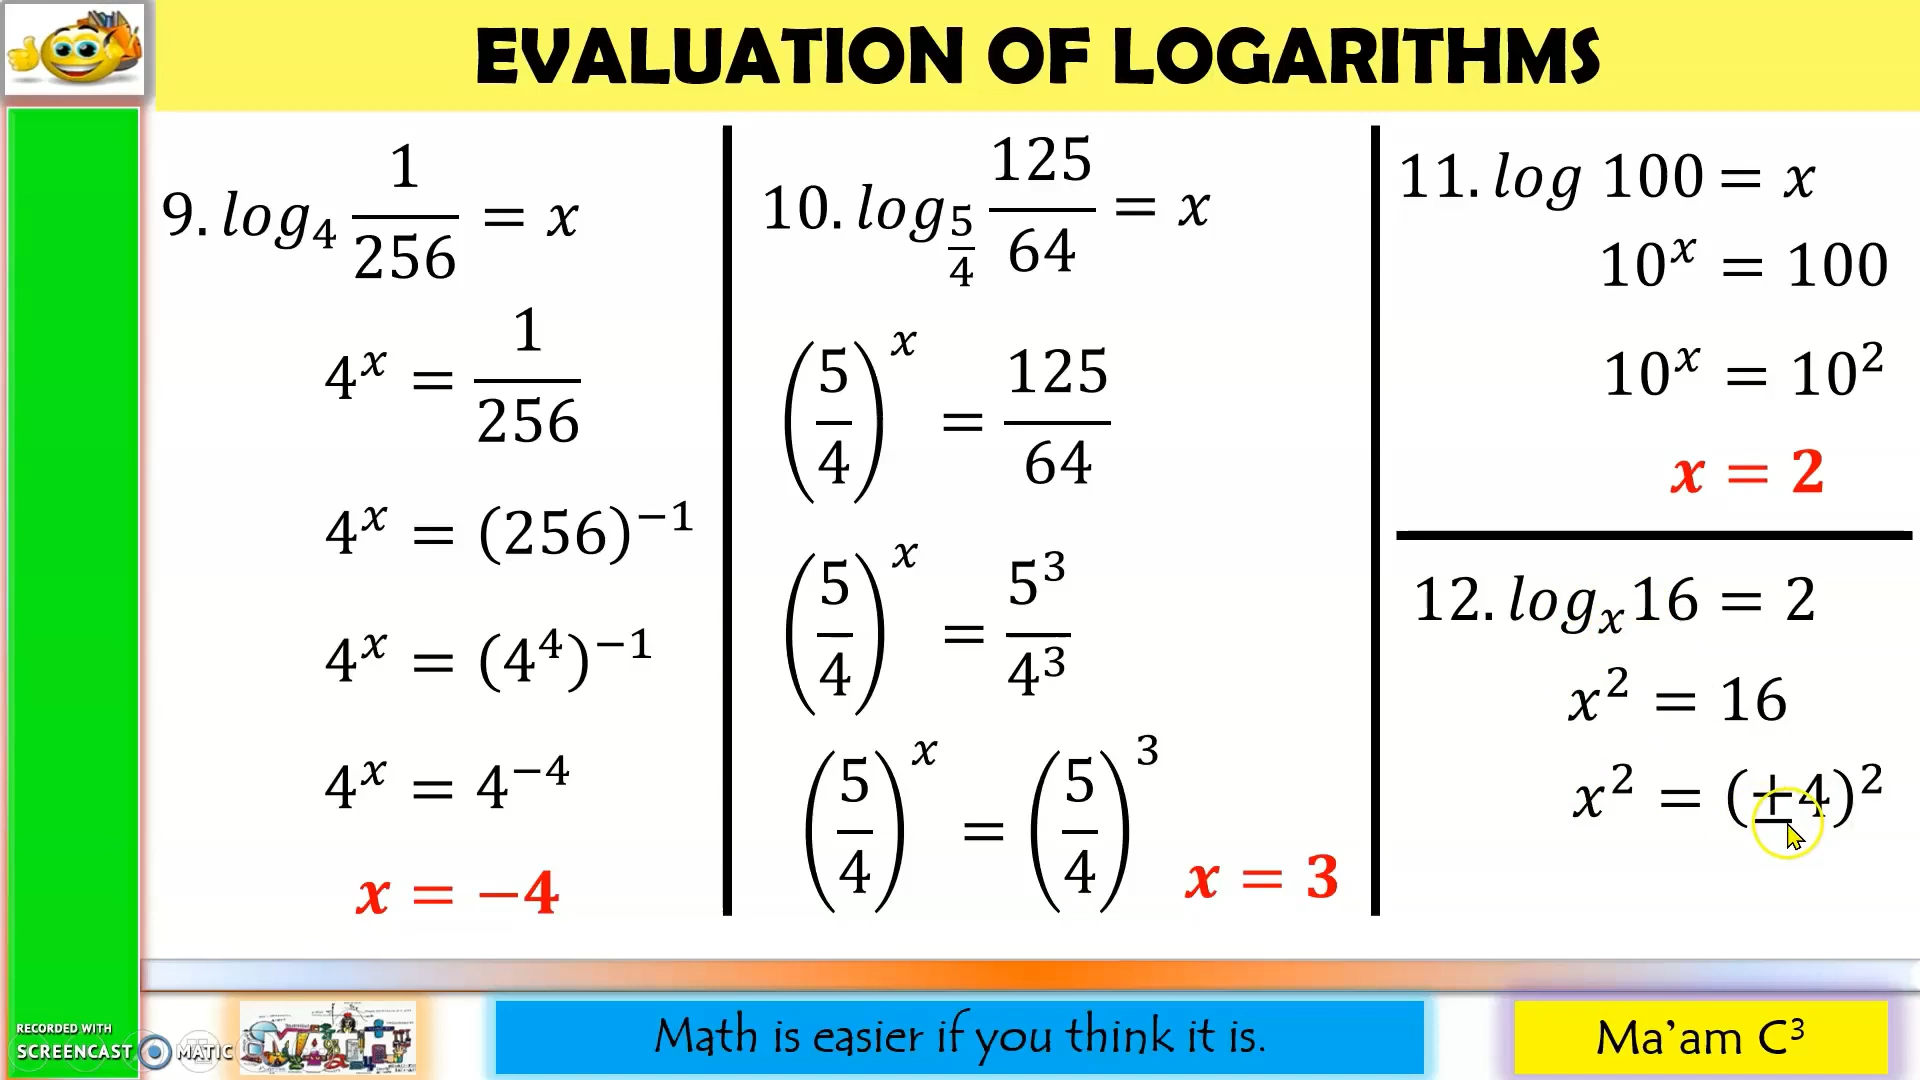 EVALUATION OF LOGARITHMS
9. log₄ 1/256 = x
4ˣ = 1/256
4ˣ = (256)⁻¹
4ˣ = (4⁴)⁻¹
4ˣ = 4⁻⁴
x = −4
10. log_(5/4) 125/64 = x
(5/4)ˣ = 125/64
(5/4)ˣ = 5³/4³
(5/4)ˣ = (5/4)³
x = 3
11. log 100 = x
10ˣ = 100
10ˣ = 10²
x = 2
12. logₓ16 = 2
x² = 16
x² = (±4)²
RECORDED WITH
SCREENCAST MATIC
MATH
Math is easier if you think it is.
Ma’am C³